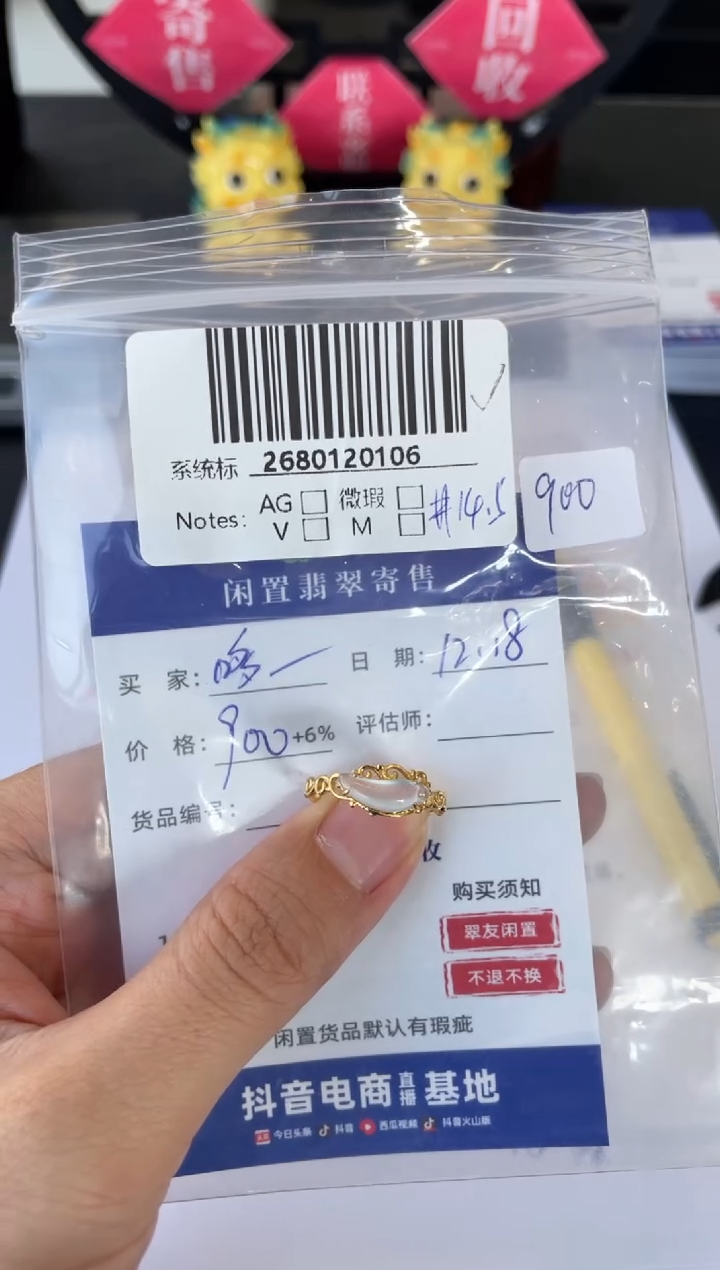 寄售
回收
联系
系统标 2680120106
Notes: AG □ 微瑕 □ #14.5
V □ M □
900
闲置翡翠寄售
买 家： 日 期：12.18
价 格：900+6% 评估师：
货品编号：
收
购买须知
翠友闲置
不退不换
闲置货品默认有瑕疵
抖音电商直播基地
今日头条 抖音 西瓜视频 抖音火山版